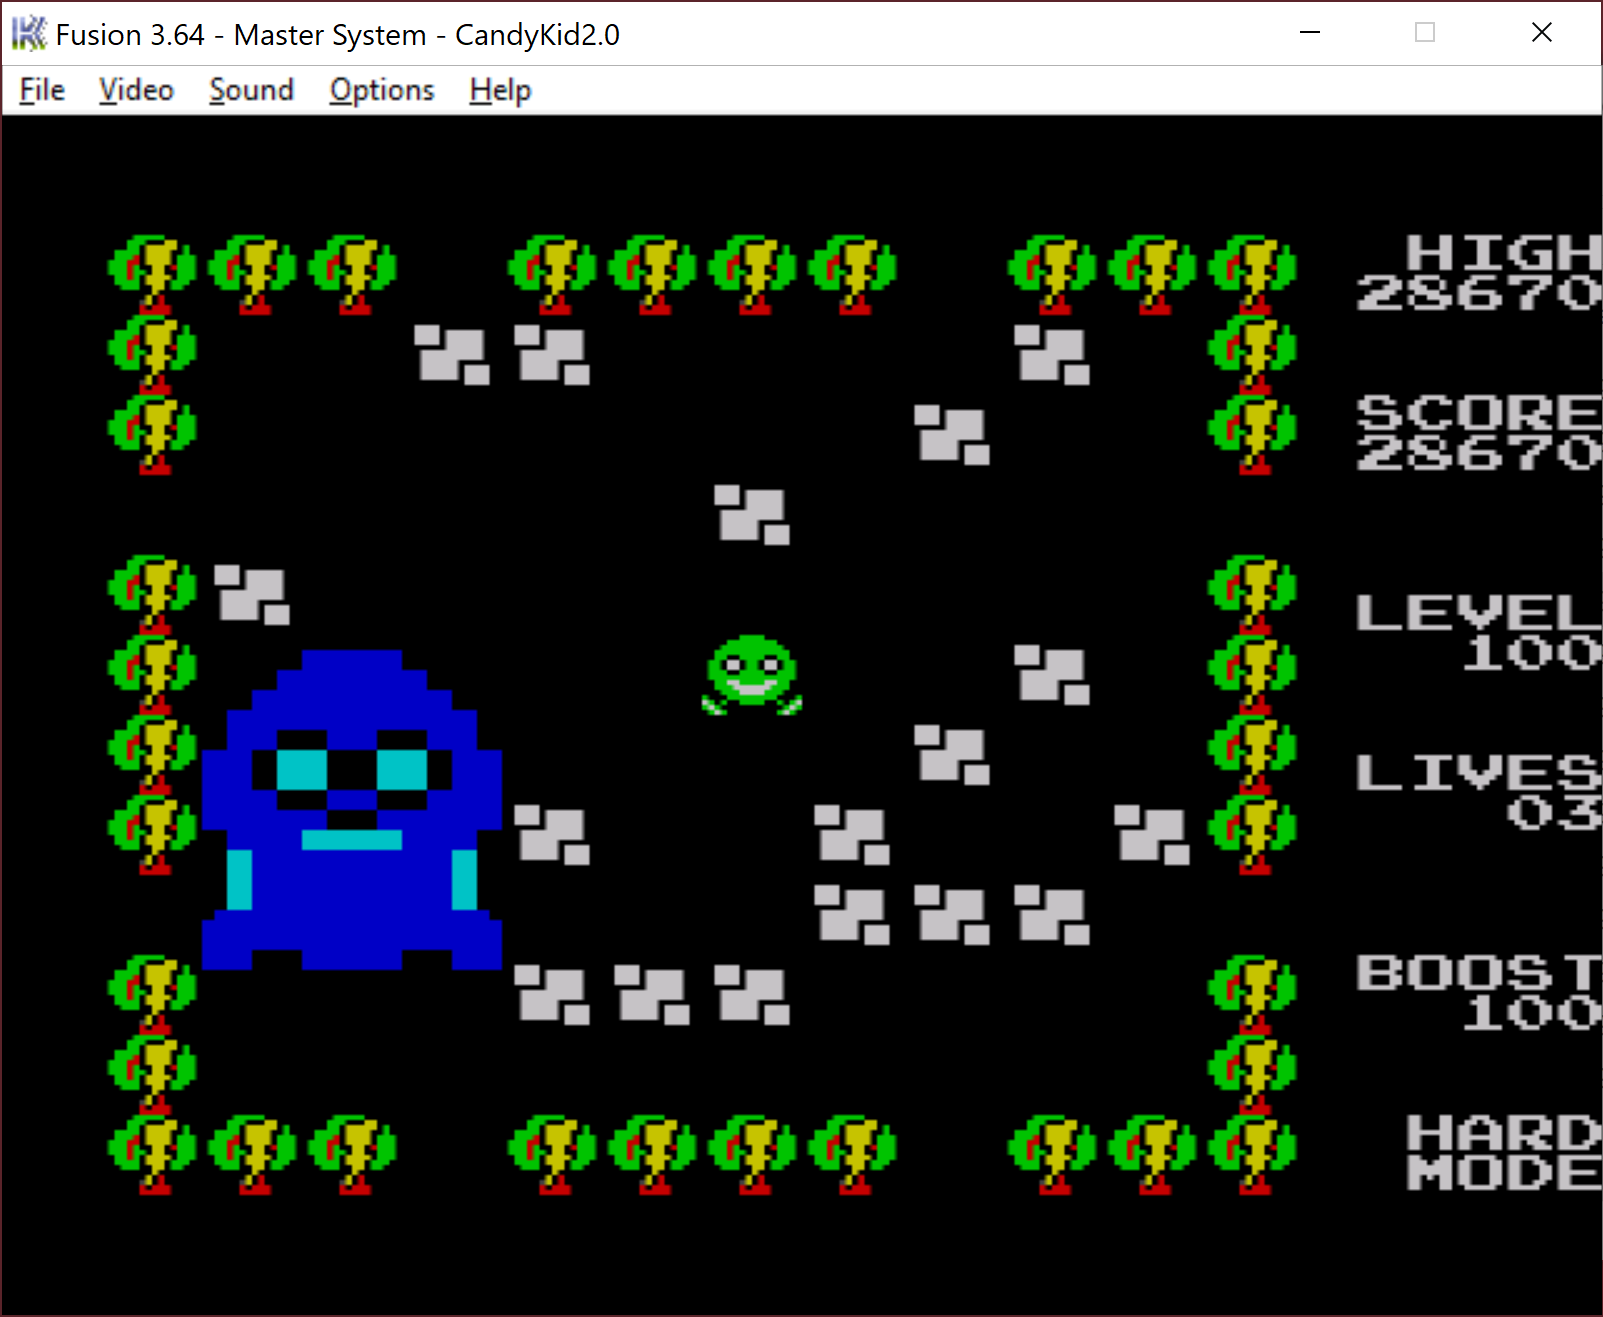 Fusion 3.64 - Master System - CandyKid2.0
File Video Sound Options Help
HIGH
28670
SCORE
28670
LEVEL
100
LIVES
03
BOOST
100
HARD
MODE